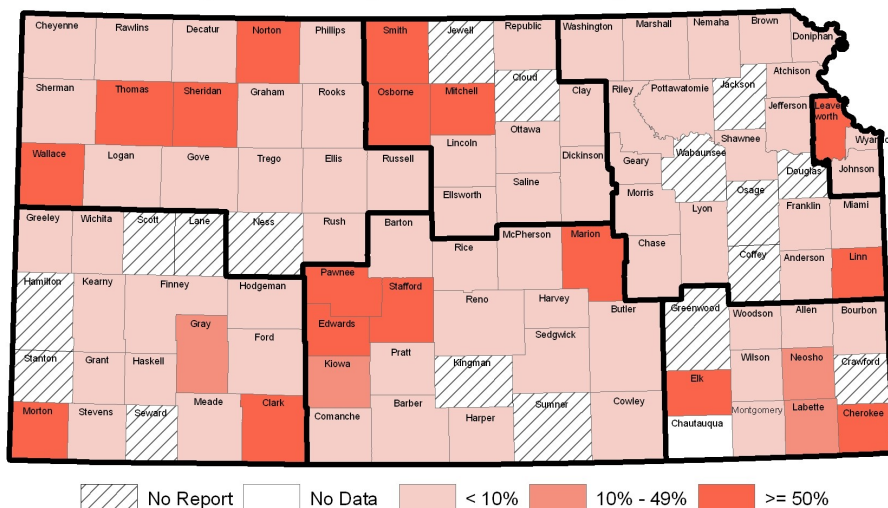 Cheyenne Rawlins Decatur Norton Phillips Smith Jewell Republic Washington Marshall Nemaha Brown Doniphan
Sherman Thomas Sheridan Graham Rooks Osborne Mitchell Cloud Clay Riley Pottawatomie Jackson Atchison
Jefferson Leavenworth
Wallace Logan Gove Trego Ellis Russell Lincoln Ottawa Dickinson Geary Wabaunsee Shawnee Douglas Johnson
Ellsworth Saline Morris Osage
Greeley Wichita Scott Lane Ness Rush Barton Rice McPherson Marion Chase Lyon Coffey Franklin Miami
Anderson Linn
Hamilton Kearny Finney Hodgeman Pawnee Stafford Reno Harvey Butler Greenwood Woodson Allen Bourbon
Gray Ford Edwards Sedgwick
Stanton Grant Haskell Kiowa Pratt Kingman Wilson Neosho Crawford
Elk
Morton Stevens Seward Meade Clark Comanche Barber Harper Sumner Cowley Chautauqua Montgomery Labette Cherokee
No Report No Data < 10% 10% - 49% >= 50%